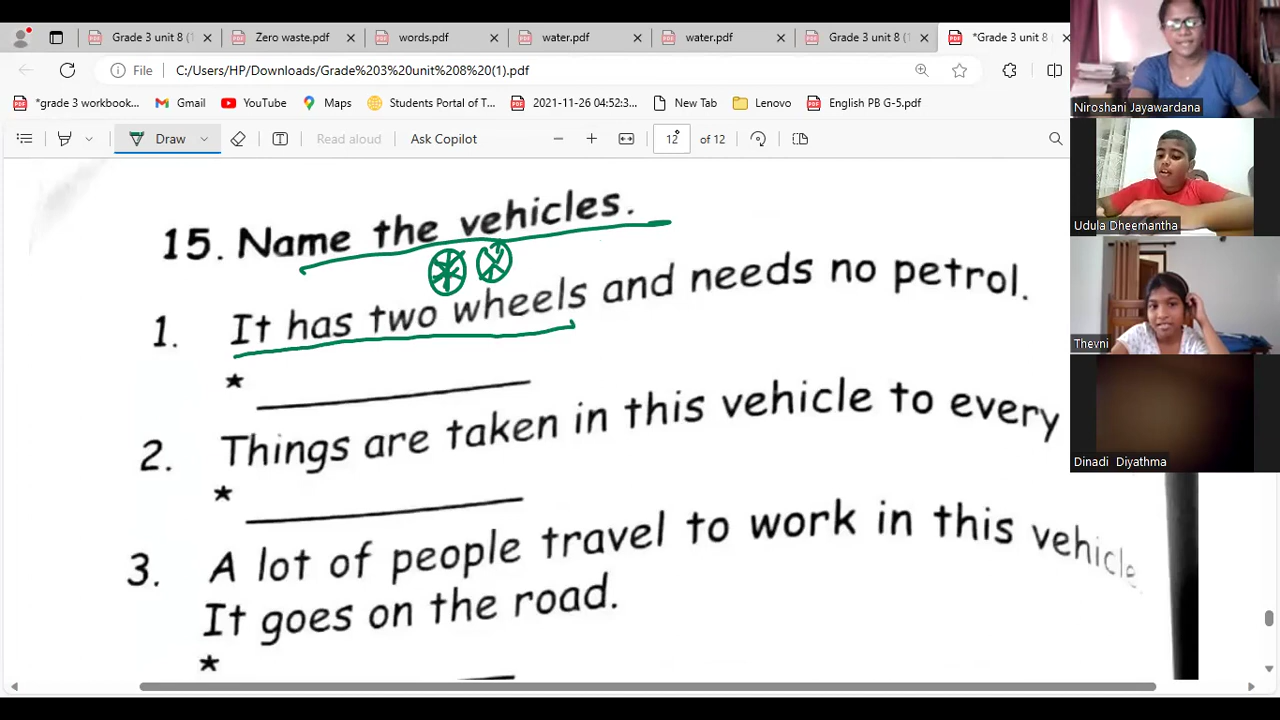 Grade 3 unit 8 (1
Zero waste.pdf
words.pdf
water.pdf
water.pdf
Grade 3 unit 8 (1
*Grade 3 unit 8
File
C:/Users/HP/Downloads/Grade%203%20unit%208%20(1).pdf
*grade 3 workbook...
Gmail
YouTube
Maps
Students Portal of T...
2021-11-26 04:52:3...
New Tab
Lenovo
English PB G-5.pdf
Draw
Read aloud
Ask Copilot
12
of 12
Niroshani Jayawardana
Udula Dheemantha
Thevni
Dinadi Diyathma
15. Name the vehicles.
1. It has two wheels and needs no petrol.
*
2. Things are taken in this vehicle to every
*
3. A lot of people travel to work in this vehicle.
It goes on the road.
*